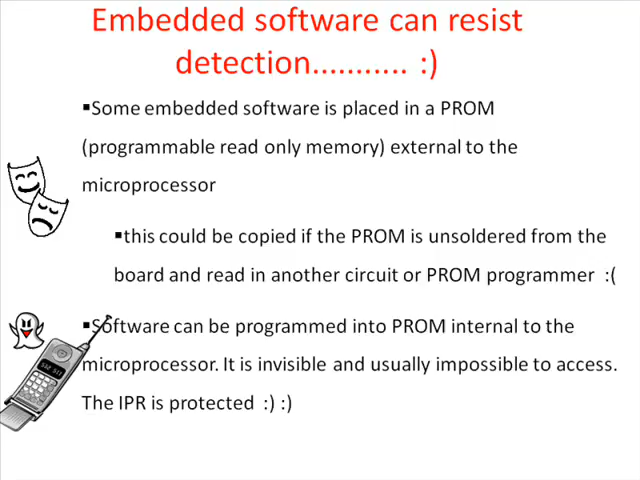 Embedded software can resist
detection........... :)
▪Some embedded software is placed in a PROM
(programmable read only memory) external to the
microprocessor
▪this could be copied if the PROM is unsoldered from the
board and read in another circuit or PROM programmer :(
▪Software can be programmed into PROM internal to the
microprocessor. It is invisible and usually impossible to access.
The IPR is protected :) :)